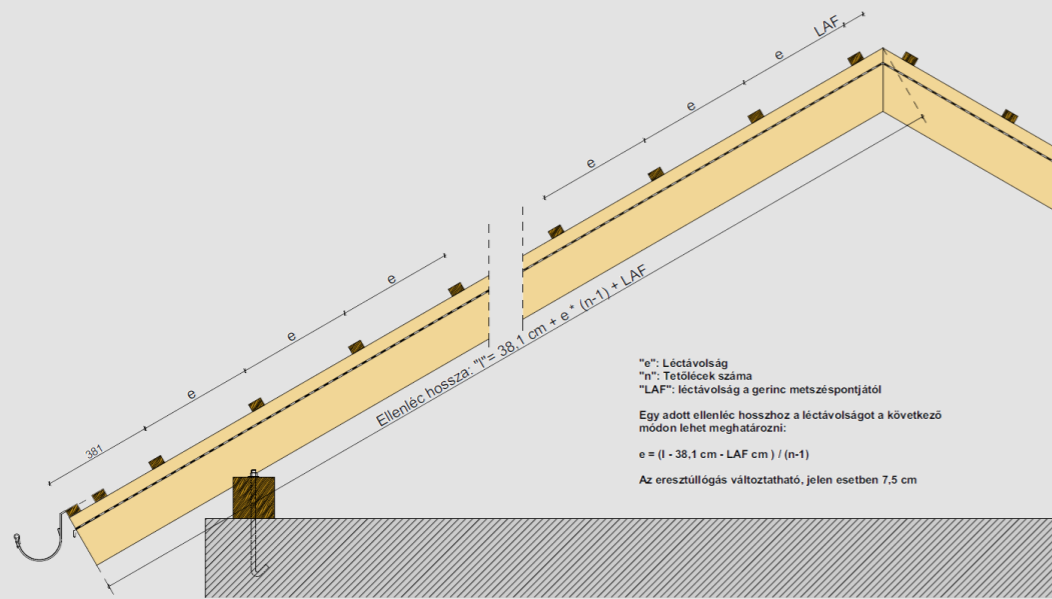 LAF
e
e
e
e
e
e
381
Ellenléc hossza: "l"= 38,1 cm + e * (n-1) + LAF
"e": Léctávolság
"n": Tetőlécek száma
"LAF": léctávolság a gerinc metszéspontjától
Egy adott ellenléc hosszhoz a léctávolságot a következő
módon lehet meghatározni:
e = (l - 38,1 cm - LAF cm ) / (n-1)
Az eresztúllógás változtatható, jelen esetben 7,5 cm